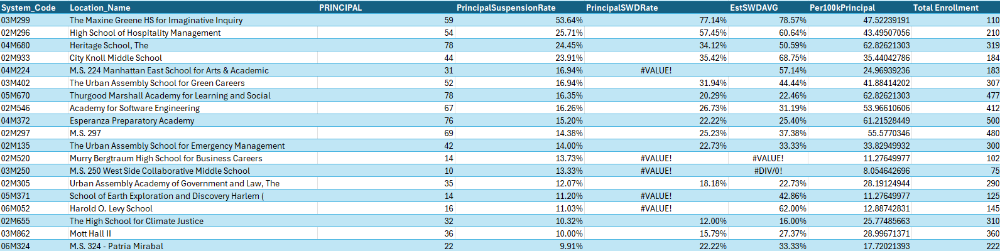 System_Code Location_Name PRINCIPAL PrincipalSuspensionRate PrincipalSWDRate EstSWDAVG Per100kPrincipal Total Enrollment
03M299 The Maxine Greene HS for Imaginative Inquiry 59 53.64% 77.14% 78.57% 47.52239191 110
02M296 High School of Hospitality Management 54 25.71% 57.45% 60.64% 43.49507056 210
04M680 Heritage School, The 78 24.45% 34.12% 50.59% 62.82621303 319
02M933 City Knoll Middle School 44 23.91% 35.42% 68.75% 35.44042786 184
04M224 M.S. 224 Manhattan East School for Arts & Academic 31 16.94% #VALUE! 57.14% 24.96939236 183
03M402 The Urban Assembly School for Green Careers 52 16.94% 31.94% 44.44% 41.88414202 307
05M670 Thurgood Marshall Academy for Learning and Social 78 16.35% 20.29% 22.46% 62.82621303 477
02M546 Academy for Software Engineering 67 16.26% 26.73% 31.19% 53.96610606 412
04M372 Esperanza Preparatory Academy 76 15.20% 22.22% 25.40% 61.21528449 500
02M297 M.S. 297 69 14.38% 25.23% 37.38% 55.5770346 480
02M135 The Urban Assembly School for Emergency Management 42 14.00% 22.73% 33.33% 33.82949932 300
02M520 Murry Bergtraum High School for Business Careers 14 13.73% #VALUE! #VALUE! 11.27649977 102
03M250 M.S. 250 West Side Collaborative Middle School 10 13.33% #VALUE! #DIV/0! 8.054642696 75
02M305 Urban Assembly Academy of Government and Law, The 35 12.07% 18.18% 22.73% 28.19124944 290
05M371 School of Earth Exploration and Discovery Harlem ( 14 11.20% #VALUE! 42.86% 11.27649977 125
06M052 Harold O. Levy School 16 11.03% #VALUE! 62.00% 12.88742831 145
02M655 The High School for Climate Justice 32 10.32% 12.00% 16.00% 25.77485663 310
03M862 Mott Hall II 36 10.00% 15.79% 27.37% 28.99671371 360
06M324 M.S. 324 - Patria Mirabal 22 9.91% 22.22% 33.33% 17.72021393 222